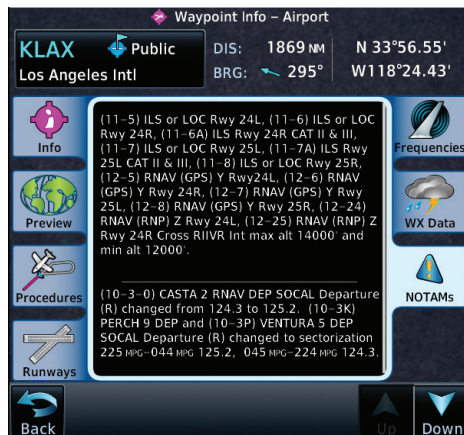 Waypoint Info – Airport
KLAX Public
Los Angeles Intl
DIS: 1869 NM
BRG: 295°
N 33°56.55'
W118°24.43'
Info
Preview
Procedures
Runways
(11-5) ILS or LOC Rwy 24L, (11-6) ILS or LOC
Rwy 24R, (11-6A) ILS Rwy 24R CAT II & III,
(11-7) ILS or LOC Rwy 25L, (11-7A) ILS Rwy
25L CAT II & III, (11-8) ILS or LOC Rwy 25R,
(12-5) RNAV (GPS) Y Rwy24L, (12-6) RNAV
(GPS) Y Rwy 24R, (12-7) RNAV (GPS) Y Rwy
25L, (12-8) RNAV (GPS) Y Rwy 25R, (12-24)
RNAV (RNP) Z Rwy 24L, (12-25) RNAV (RNP) Z
Rwy 24R Cross RIIVR Int max alt 14000' and
min alt 12000'.
(10-3-0) CASTA 2 RNAV DEP SOCAL Departure
(R) changed from 124.3 to 125.2. (10-3K)
PERCH 9 DEP and (10-3P) VENTURA 5 DEP
SOCAL Departure (R) changed to sectorization
225 MPG-044 MPG 125.2, 045 MPG-224 MPG 124.3.
Frequencies
WX Data
NOTAMs
Back
Up
Down